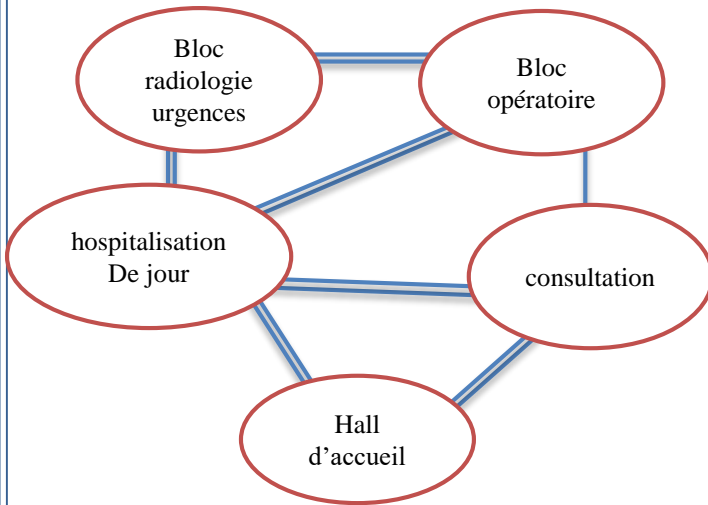 Bloc
radiologie
urgences
Bloc
opératoire
hospitalisation
De jour
consultation
Hall
d’accueil